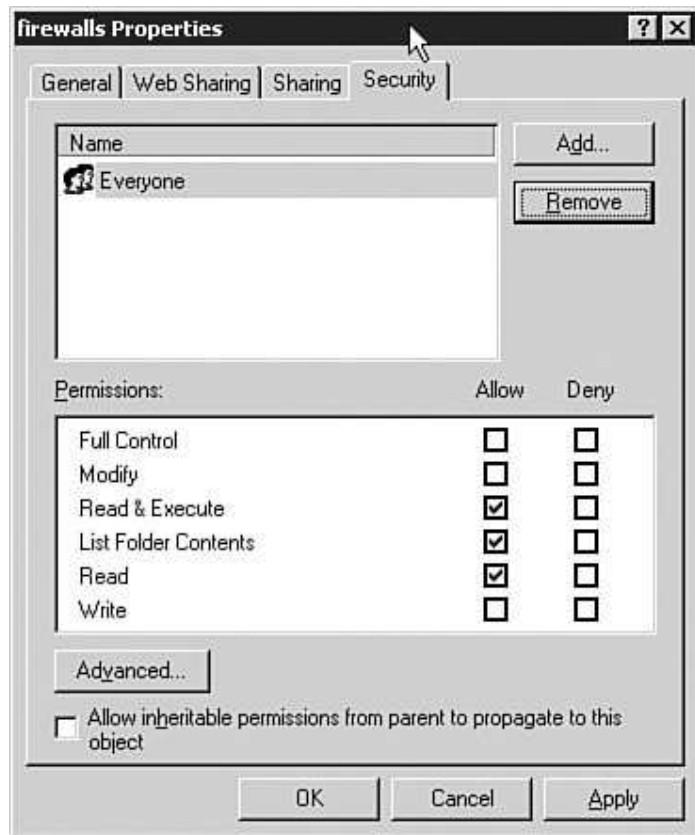 firewalls Properties
General Web Sharing Sharing Security
Name
Add...
Everyone
Remove
Permissions: Allow Deny
Full Control
Modify
Read & Execute
List Folder Contents
Read
Write
Advanced...
Allow inheritable permissions from parent to propagate to this
object
OK Cancel Apply